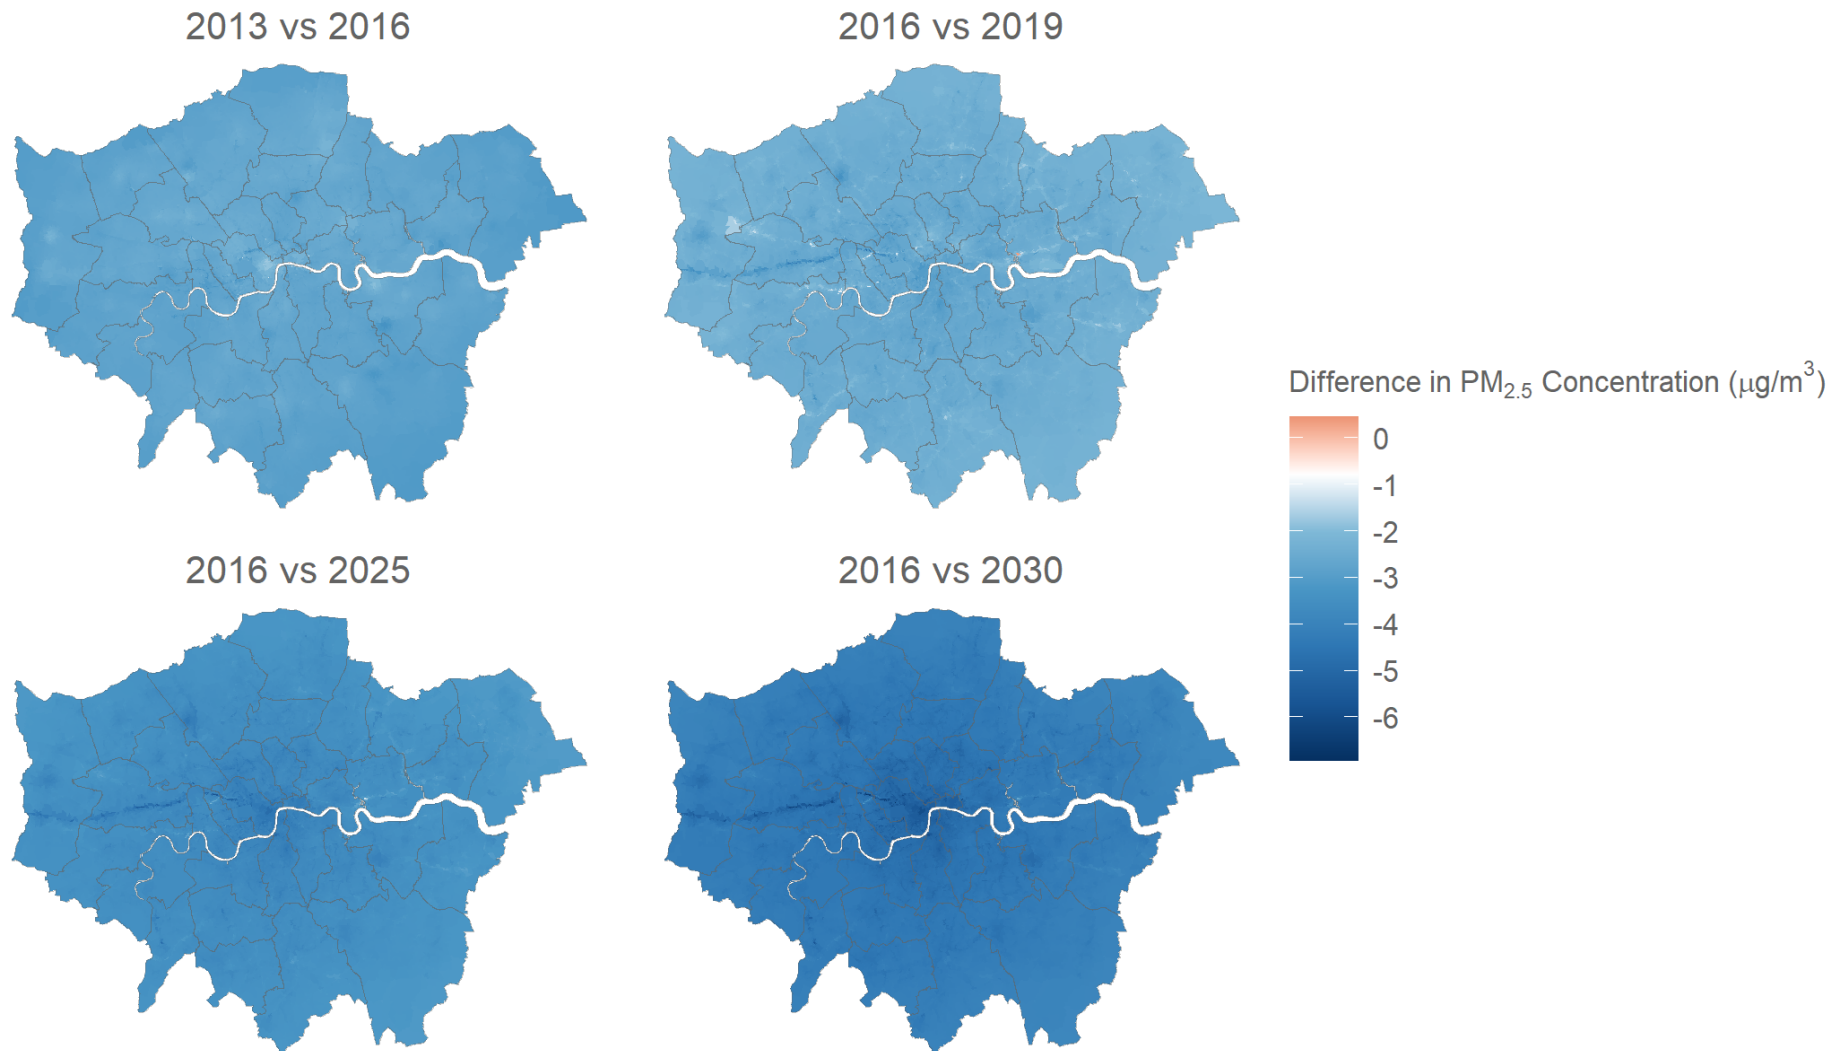 2013 vs 2016
2016 vs 2019
2016 vs 2025
2016 vs 2030
Difference in PM₂.₅ Concentration (μg/m³)
0
-1
-2
-3
-4
-5
-6